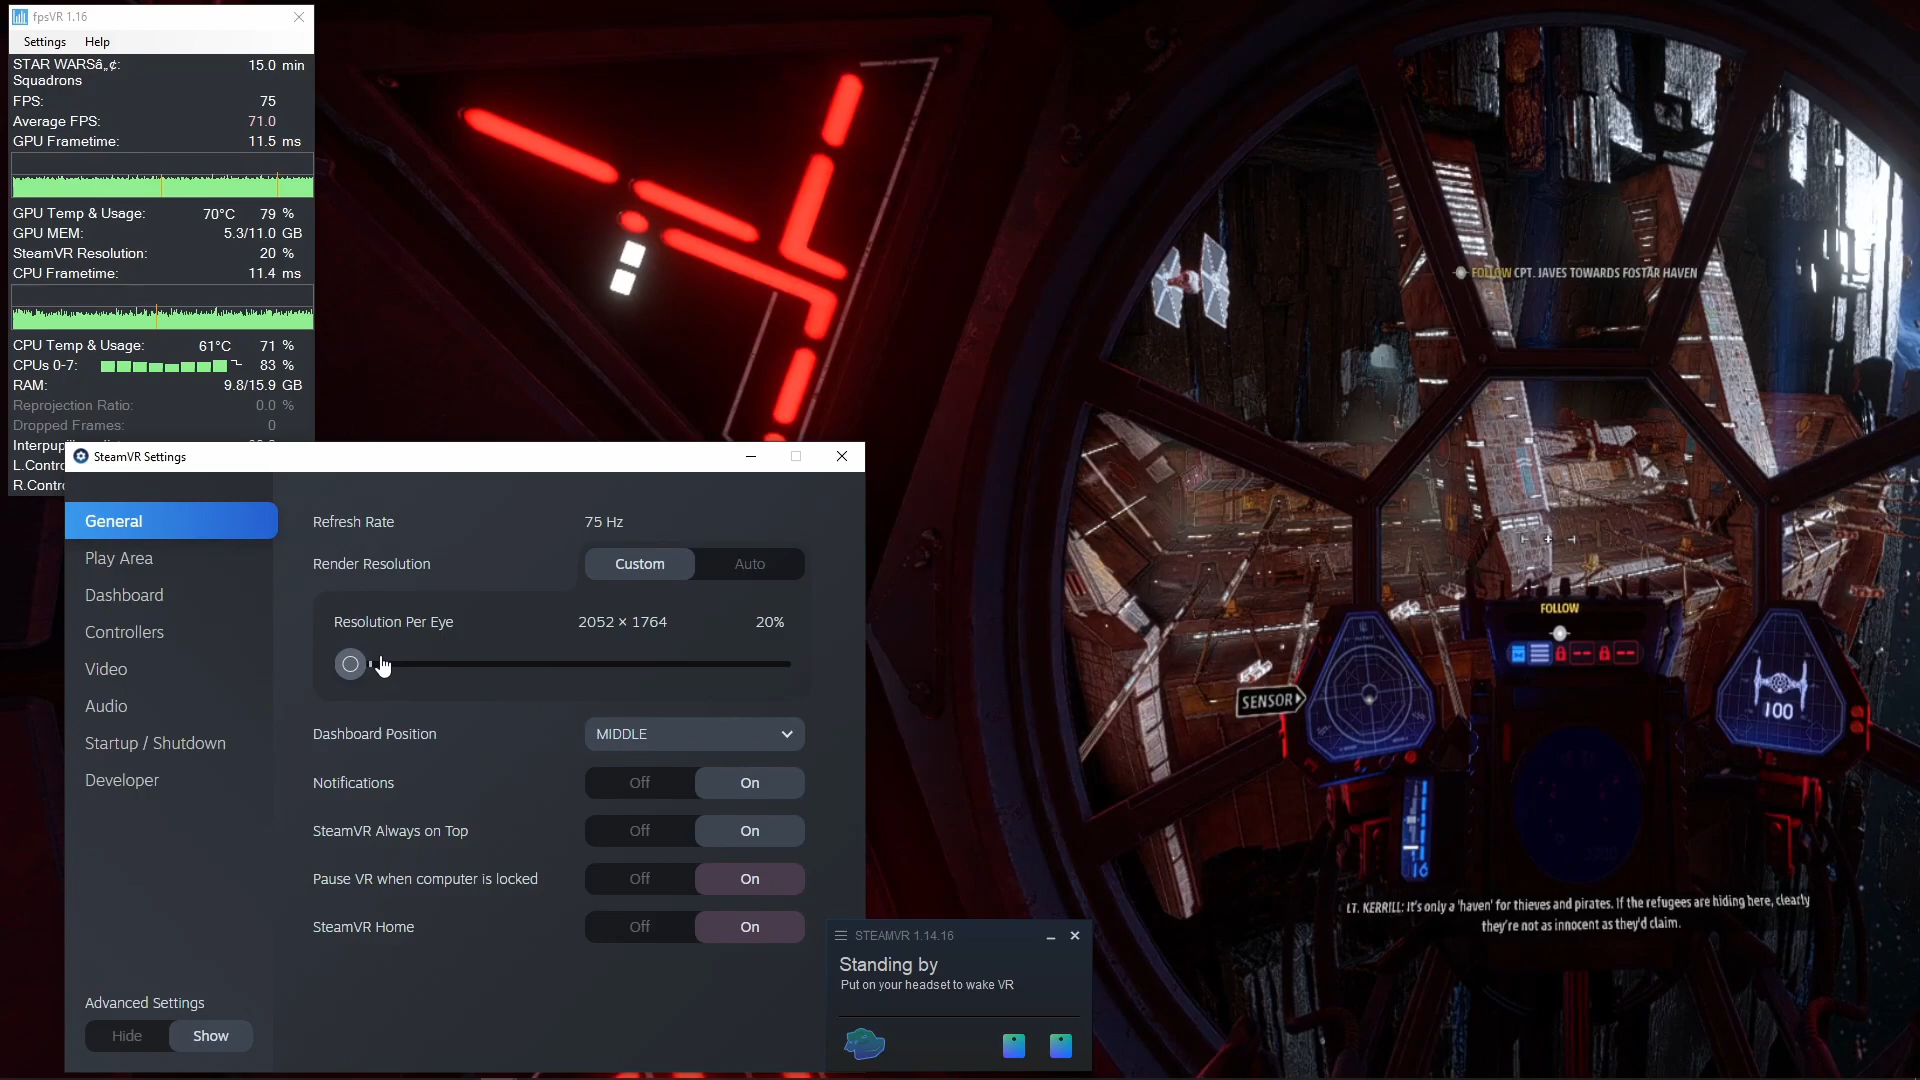 fpsVR 1.16
Settings Help
STAR WARSâ„¢: 15.0 min
Squadrons
FPS: 75
Average FPS: 71.0
GPU Frametime: 11.5 ms
GPU Temp & Usage: 70°C 79 %
GPU MEM: 5.3/11.0 GB
SteamVR Resolution: 20 %
CPU Frametime: 11.4 ms
CPU Temp & Usage: 61°C 71 %
CPUs 0-7: 83 %
RAM: 9.8/15.9 GB
Reprojection Ratio: 0.0 %
Dropped Frames: 0
SteamVR Settings
General
Play Area
Dashboard
Controllers
Video
Audio
Startup / Shutdown
Developer
Advanced Settings
Hide Show
Refresh Rate 75 Hz
Render Resolution Custom Auto
Resolution Per Eye 2052 × 1764 20%
Dashboard Position MIDDLE
Notifications Off On
SteamVR Always on Top Off On
Pause VR when computer is locked Off On
SteamVR Home Off On
STEAMVR 1.14.16
Standing by
Put on your headset to wake VR
FOLLOW CPT. JAVES TOWARDS FOSTAR HAVEN
FOLLOW
SENSOR
100
LT. KERRILL: It's only a 'haven' for thieves and pirates. If the refugees are hiding here, clearly
they're not as innocent as they'd claim.